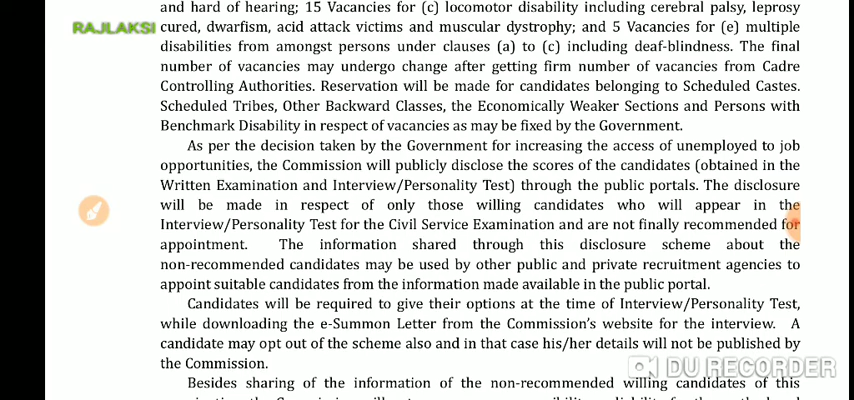 and hard of hearing; 15 Vacancies for (c) locomotor disability including cerebral palsy, leprosy
RAJLAKSI
cured, dwarfism, acid attack victims and muscular dystrophy; and 5 Vacancies for (e) multiple
disabilities from amongst persons under clauses (a) to (c) including deaf-blindness. The final
number of vacancies may undergo change after getting firm number of vacancies from Cadre
Controlling Authorities. Reservation will be made for candidates belonging to Scheduled Castes.
Scheduled Tribes, Other Backward Classes, the Economically Weaker Sections and Persons with
Benchmark Disability in respect of vacancies as may be fixed by the Government.
As per the decision taken by the Government for increasing the access of unemployed to job
opportunities, the Commission will publicly disclose the scores of the candidates (obtained in the
Written Examination and Interview/Personality Test) through the public portals. The disclosure
will be made in respect of only those willing candidates who will appear in the
Interview/Personality Test for the Civil Service Examination and are not finally recommended for
appointment. The information shared through this disclosure scheme about the
non-recommended candidates may be used by other public and private recruitment agencies to
appoint suitable candidates from the information made available in the public portal.
Candidates will be required to give their options at the time of Interview/Personality Test,
while downloading the e-Summon Letter from the Commission's website for the interview. A
candidate may opt out of the scheme also and in that case his/her details will not be published by
the Commission.
DU RECORDER
Besides sharing of the information of the non-recommended willing candidates of this